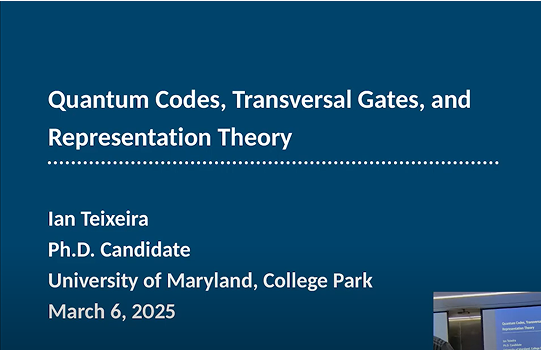 Quantum Codes, Transversal Gates, and
Representation Theory
Ian Teixeira
Ph.D. Candidate
University of Maryland, College Park
March 6, 2025
Quantum Codes, Transversal
Representation Theory